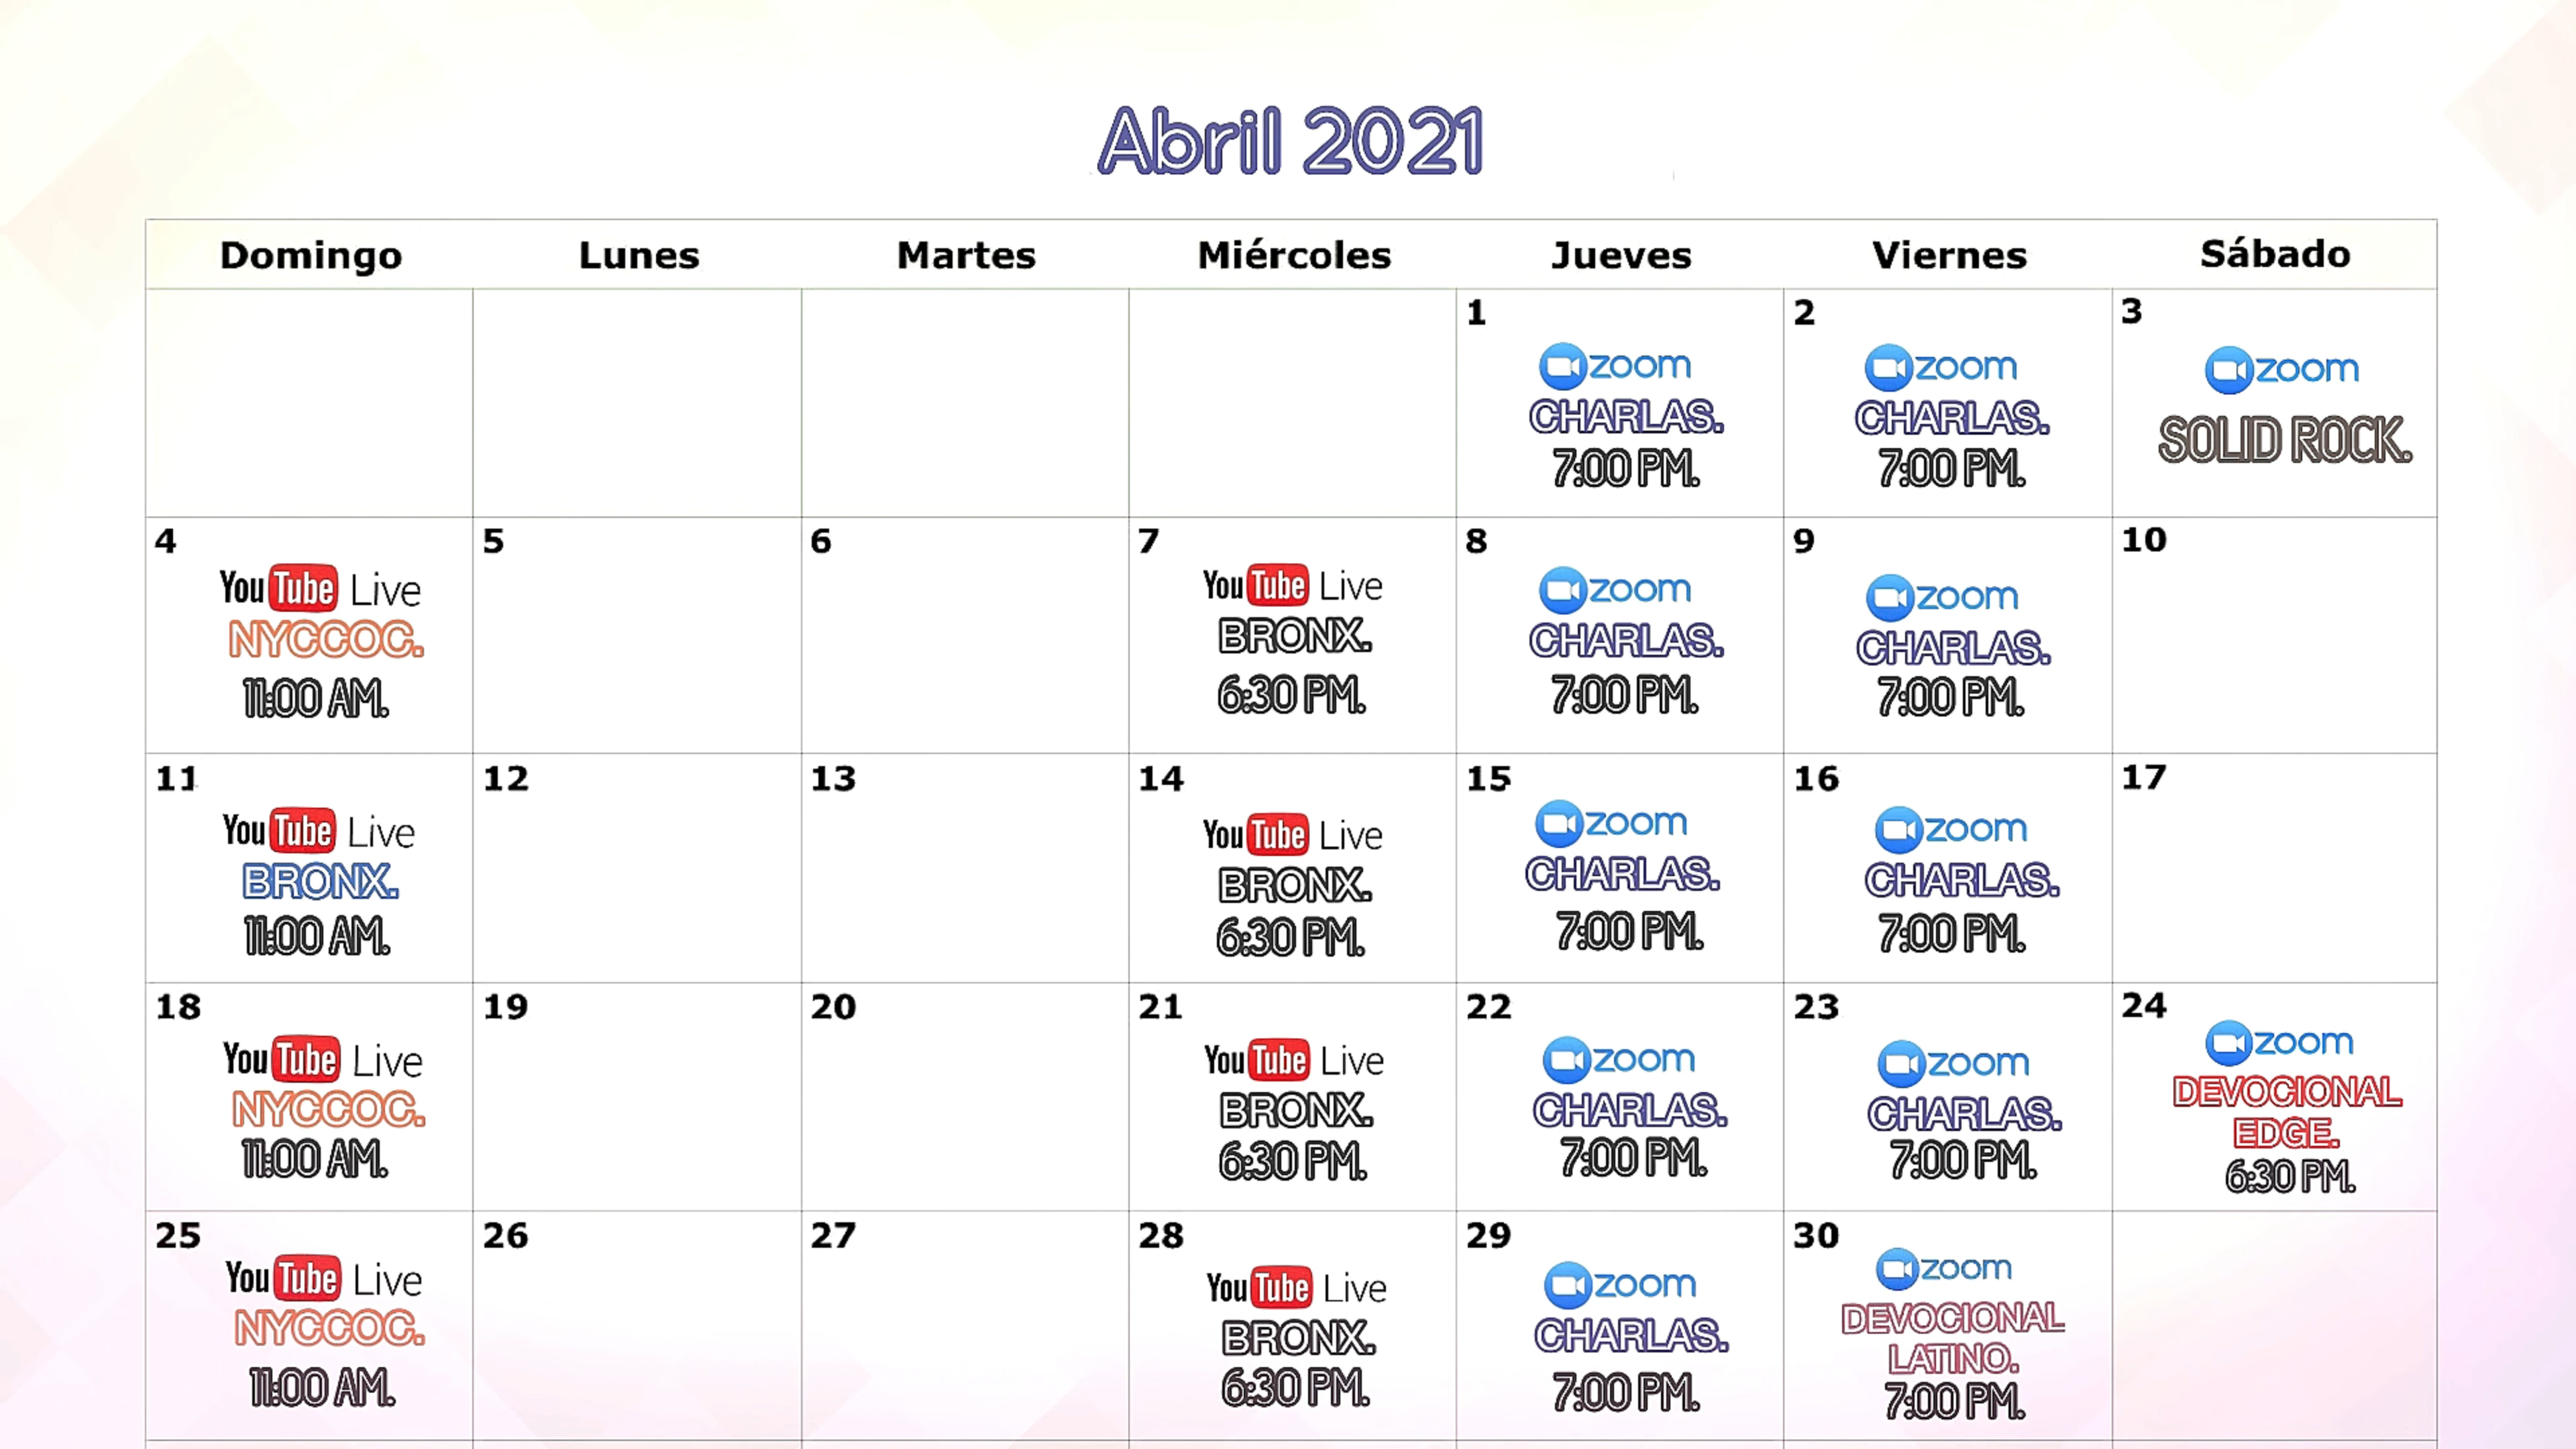 Abril 2021
Domingo Lunes Martes Miércoles Jueves Viernes Sábado
1 2 3
zoom zoom zoom
CHARLAS. CHARLAS. SOLID ROCK.
7:00 PM. 7:00 PM.
4 5 6 7 8 9 10
YouTube Live YouTube Live zoom zoom
NYCCOC. BRONX. CHARLAS. CHARLAS.
11:00 AM. 6:30 PM. 7:00 PM. 7:00 PM.
11 12 13 14 15 16 17
YouTube Live YouTube Live zoom zoom
BRONX. BRONX. CHARLAS. CHARLAS.
11:00 AM. 6:30 PM. 7:00 PM. 7:00 PM.
18 19 20 21 22 23 24
YouTube Live YouTube Live zoom zoom zoom
NYCCOC. BRONX. CHARLAS. CHARLAS. DEVOCIONAL
EDGE.
11:00 AM. 6:30 PM. 7:00 PM. 7:00 PM. 6:30 PM.
25 26 27 28 29 30
YouTube Live YouTube Live zoom zoom
NYCCOC. BRONX. CHARLAS. DEVOCIONAL
LATINO.
11:00 AM. 6:30 PM. 7:00 PM. 7:00 PM.